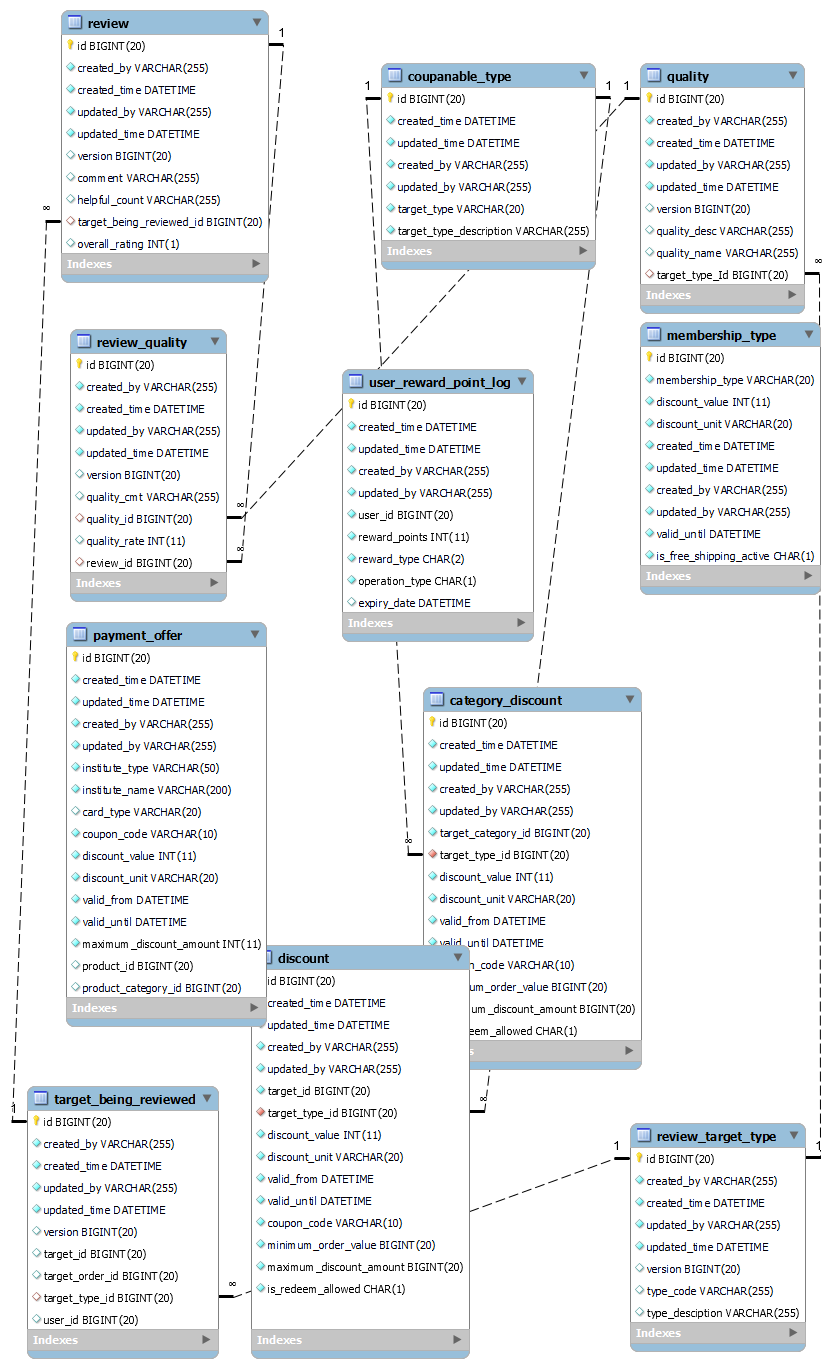 review
id BIGINT(20)
created_by VARCHAR(255)
created_time DATETIME
updated_by VARCHAR(255)
updated_time DATETIME
version BIGINT(20)
comment VARCHAR(255)
helpful_count VARCHAR(255)
target_being_reviewed_id BIGINT(20)
overall_rating INT(1)
Indexes
1
∞
coupanable_type
id BIGINT(20)
created_time DATETIME
updated_time DATETIME
created_by VARCHAR(255)
updated_by VARCHAR(255)
target_type VARCHAR(20)
target_type_description VARCHAR(255)
Indexes
1
1
quality
id BIGINT(20)
created_by VARCHAR(255)
created_time DATETIME
updated_by VARCHAR(255)
updated_time DATETIME
version BIGINT(20)
quality_desc VARCHAR(255)
quality_name VARCHAR(255)
target_type_Id BIGINT(20)
Indexes
1
∞
review_quality
id BIGINT(20)
created_by VARCHAR(255)
created_time DATETIME
updated_by VARCHAR(255)
updated_time DATETIME
version BIGINT(20)
quality_cmt VARCHAR(255)
quality_id BIGINT(20)
quality_rate INT(11)
review_id BIGINT(20)
Indexes
∞
∞
user_reward_point_log
id BIGINT(20)
created_time DATETIME
updated_time DATETIME
created_by VARCHAR(255)
updated_by VARCHAR(255)
user_id BIGINT(20)
reward_points INT(11)
reward_type CHAR(2)
operation_type CHAR(1)
expiry_date DATETIME
Indexes
membership_type
id BIGINT(20)
membership_type VARCHAR(20)
discount_value INT(11)
discount_unit VARCHAR(20)
created_time DATETIME
updated_time DATETIME
created_by VARCHAR(255)
updated_by VARCHAR(255)
valid_until DATETIME
is_free_shipping_active CHAR(1)
Indexes
payment_offer
id BIGINT(20)
created_time DATETIME
updated_time DATETIME
created_by VARCHAR(255)
updated_by VARCHAR(255)
institute_type VARCHAR(50)
institute_name VARCHAR(200)
card_type VARCHAR(20)
coupon_code VARCHAR(10)
discount_value INT(11)
discount_unit VARCHAR(20)
valid_from DATETIME
valid_until DATETIME
maximum_discount_amount INT(11)
product_id BIGINT(20)
product_category_id BIGINT(20)
Indexes
category_discount
id BIGINT(20)
created_time DATETIME
updated_time DATETIME
created_by VARCHAR(255)
updated_by VARCHAR(255)
target_category_id BIGINT(20)
target_type_id BIGINT(20)
discount_value INT(11)
discount_unit VARCHAR(20)
valid_from DATETIME
valid_until DATETIME
n_code VARCHAR(10)
um_order_value BIGINT(20)
um_discount_amount BIGINT(20)
eem_allowed CHAR(1)
s
∞
discount
id BIGINT(20)
created_time DATETIME
updated_time DATETIME
created_by VARCHAR(255)
updated_by VARCHAR(255)
target_id BIGINT(20)
target_type_id BIGINT(20)
discount_value INT(11)
discount_unit VARCHAR(20)
valid_from DATETIME
valid_until DATETIME
coupon_code VARCHAR(10)
minimum_order_value BIGINT(20)
maximum_discount_amount BIGINT(20)
is_redeem_allowed CHAR(1)
Indexes
∞
target_being_reviewed
id BIGINT(20)
created_by VARCHAR(255)
created_time DATETIME
updated_by VARCHAR(255)
updated_time DATETIME
version BIGINT(20)
target_id BIGINT(20)
target_order_id BIGINT(20)
target_type_id BIGINT(20)
user_id BIGINT(20)
Indexes
1
∞
review_target_type
id BIGINT(20)
created_by VARCHAR(255)
created_time DATETIME
updated_by VARCHAR(255)
updated_time DATETIME
version BIGINT(20)
type_code VARCHAR(255)
type_desciption VARCHAR(255)
Indexes
1
1